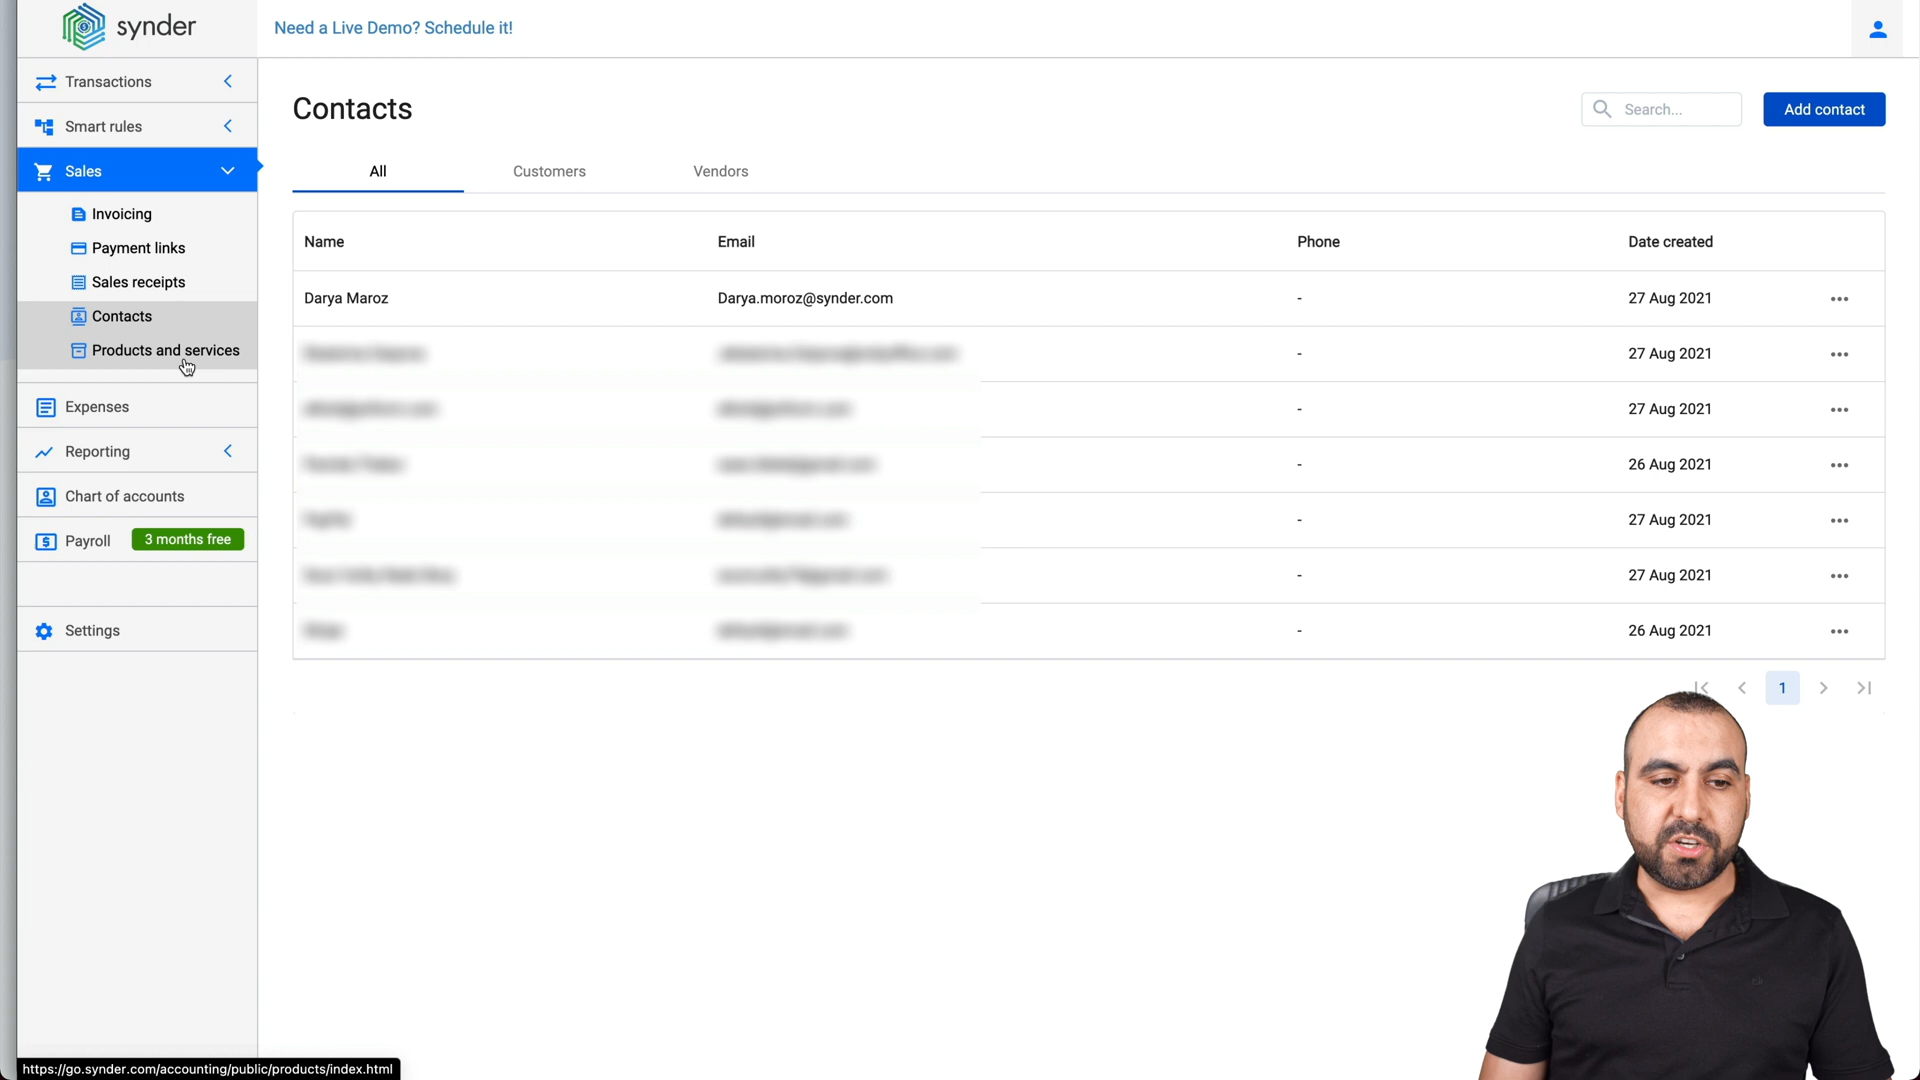 synder
Need a Live Demo? Schedule it!
Transactions
Smart rules
Sales
Invoicing
Payment links
Sales receipts
Contacts
Products and services
Expenses
Reporting
Chart of accounts
Payroll
3 months free
Settings
Contacts
Search...
Add contact
All
Customers
Vendors
Name
Email
Phone
Date created
Darya Maroz
Darya.moroz@synder.com
-
27 Aug 2021
-
27 Aug 2021
-
27 Aug 2021
-
26 Aug 2021
-
27 Aug 2021
-
27 Aug 2021
-
26 Aug 2021
1
https://go.synder.com/accounting/public/products/index.html